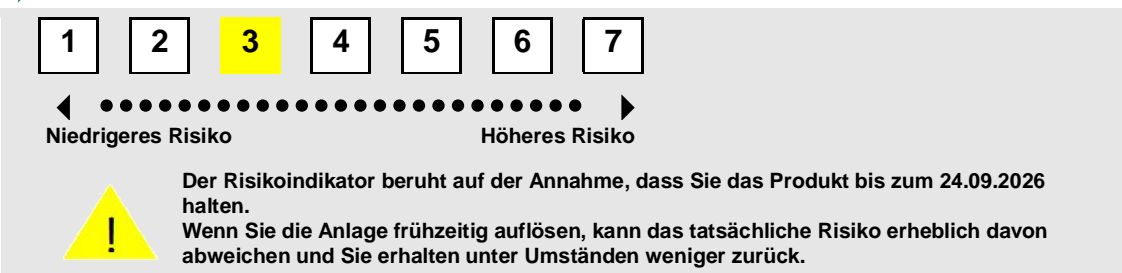 1 2 3 4 5 6 7
Niedrigeres Risiko Höheres Risiko
Der Risikoindikator beruht auf der Annahme, dass Sie das Produkt bis zum 24.09.2026
halten.
Wenn Sie die Anlage frühzeitig auflösen, kann das tatsächliche Risiko erheblich davon
abweichen und Sie erhalten unter Umständen weniger zurück.
!